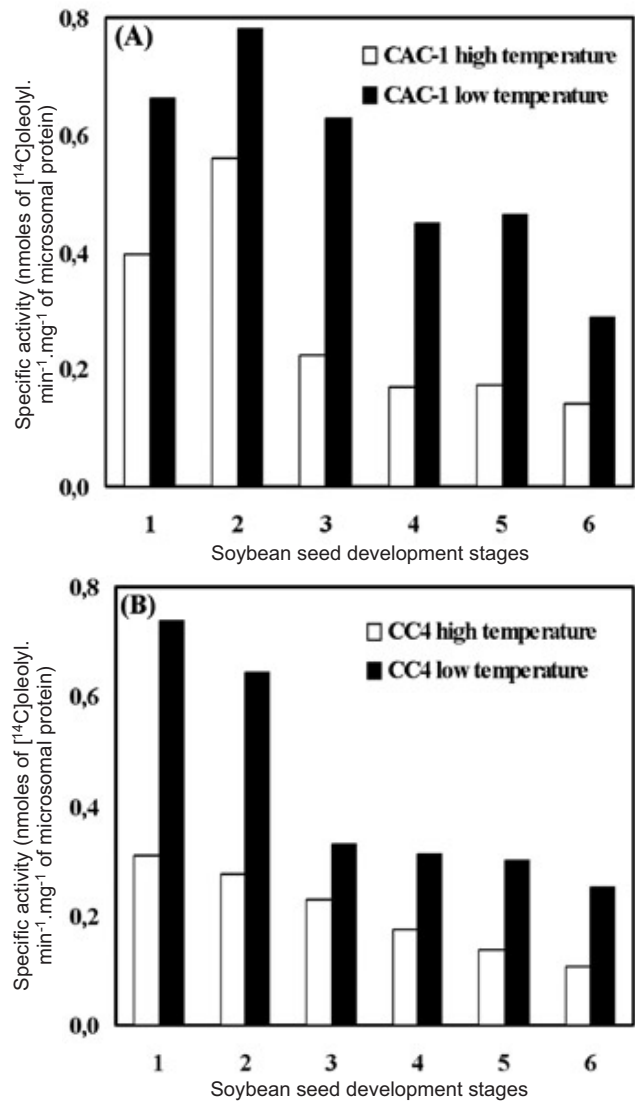 (A)
CAC-1 high temperature
CAC-1 low temperature
Specific activity (nmoles of [¹⁴C]oleolyl.
min⁻¹.mg⁻¹ of microsomal protein)
0,8
0,6
0,4
0,2
0,0
1 2 3 4 5 6
Soybean seed development stages
(B)
CC4 high temperature
CC4 low temperature
Specific activity (nmoles of [¹⁴C]oleolyl.
min⁻¹.mg⁻¹ of microsomal protein)
0,8
0,6
0,4
0,2
0,0
1 2 3 4 5 6
Soybean seed development stages